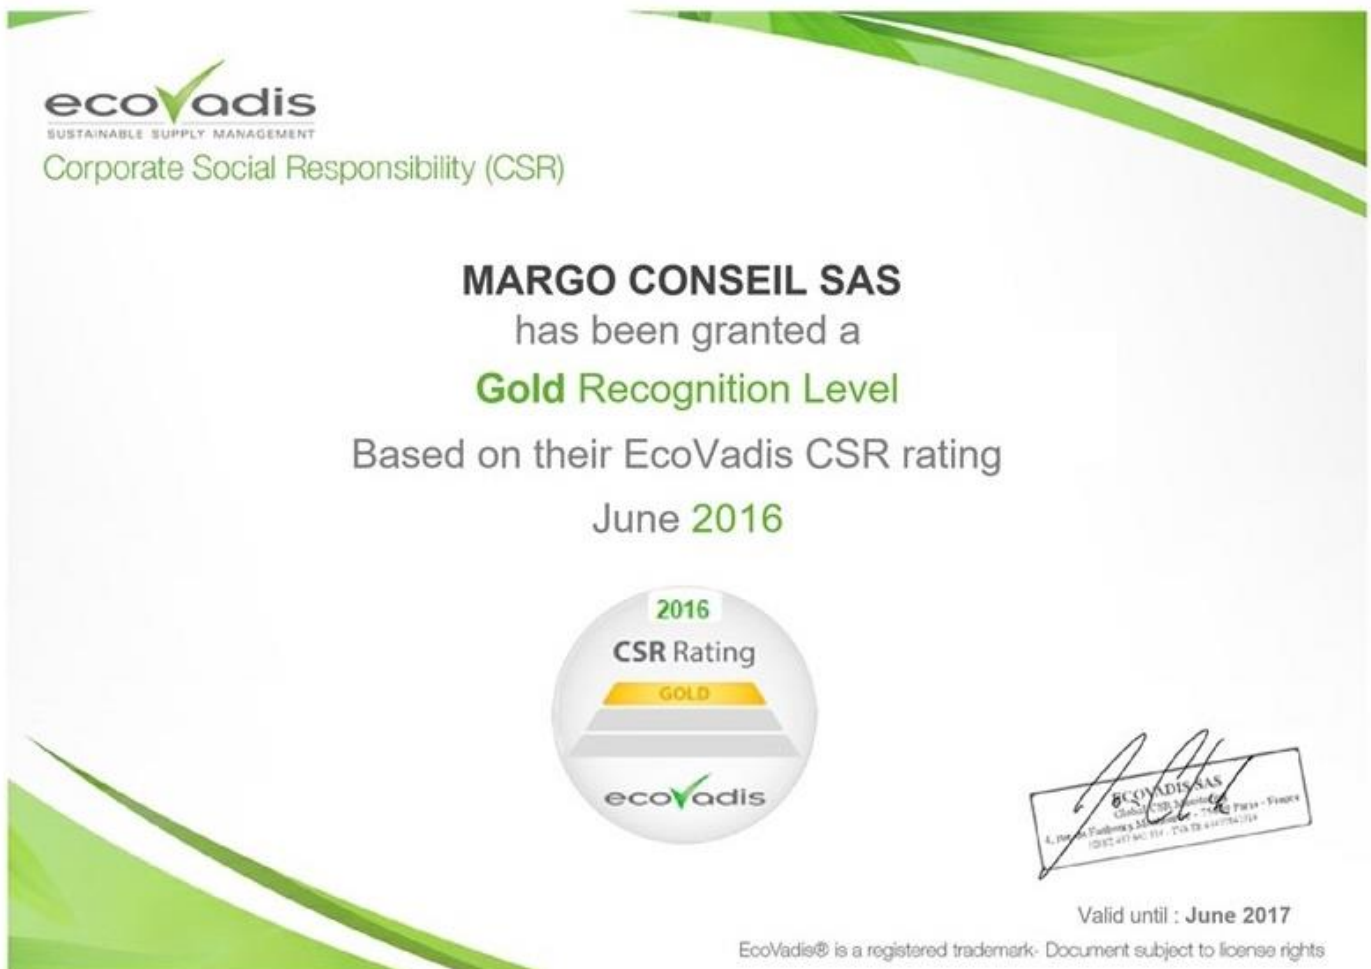 ecovadis
SUSTAINABLE SUPPLY MANAGEMENT
Corporate Social Responsibility (CSR)
MARGO CONSEIL SAS
has been granted a
Gold Recognition Level
Based on their EcoVadis CSR rating
June 2016
2016
CSR Rating
GOLD
ecovadis
ECOVADIS SAS
Paris - France
Valid until : June 2017
EcoVadis® is a registered trademark- Document subject to license rights